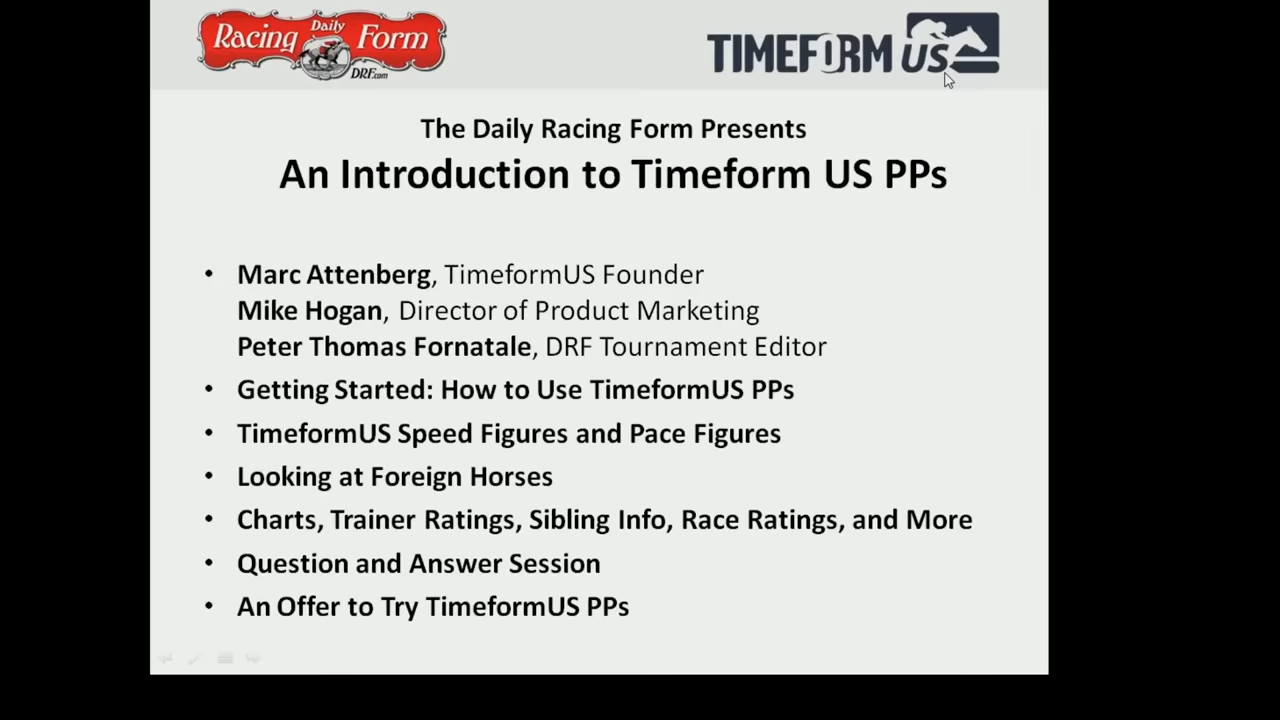 Racing Daily Form
DRF.com
TIMEFORM US
The Daily Racing Form Presents
An Introduction to Timeform US PPs
• Marc Attenberg, TimeformUS Founder
Mike Hogan, Director of Product Marketing
Peter Thomas Fornatale, DRF Tournament Editor
• Getting Started: How to Use TimeformUS PPs
• TimeformUS Speed Figures and Pace Figures
• Looking at Foreign Horses
• Charts, Trainer Ratings, Sibling Info, Race Ratings, and More
• Question and Answer Session
• An Offer to Try TimeformUS PPs